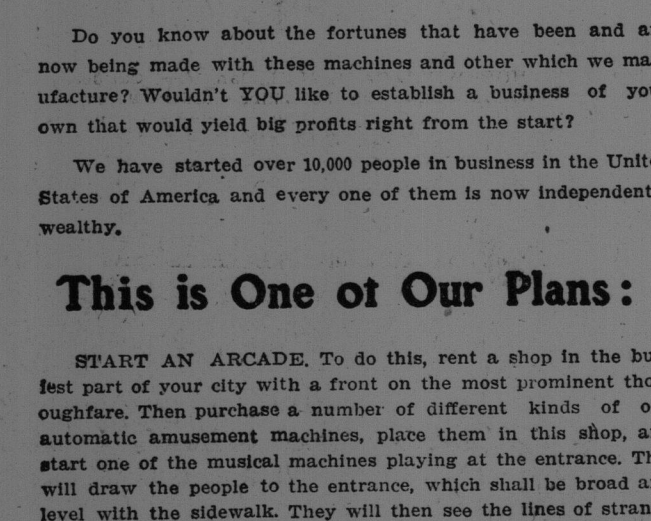 Do you know about the fortunes that have been and a
now being made with these machines and other which we ma
ufacture? Wouldn't YOU like to establish a business of yo
own that would yield big profits right from the start?
We have started over 10,000 people in business in the Unit
States of America and every one of them is now independent
wealthy.
This is One of Our Plans:
START AN ARCADE. To do this, rent a shop in the bu
iest part of your city with a front on the most prominent tho
oughfare. Then purchase a number of different kinds of o
automatic amusement machines, place them in this shop, a
start one of the musical machines playing at the entrance. Th
will draw the people to the entrance, which shall be broad a
level with the sidewalk. They will then see the lines of stran